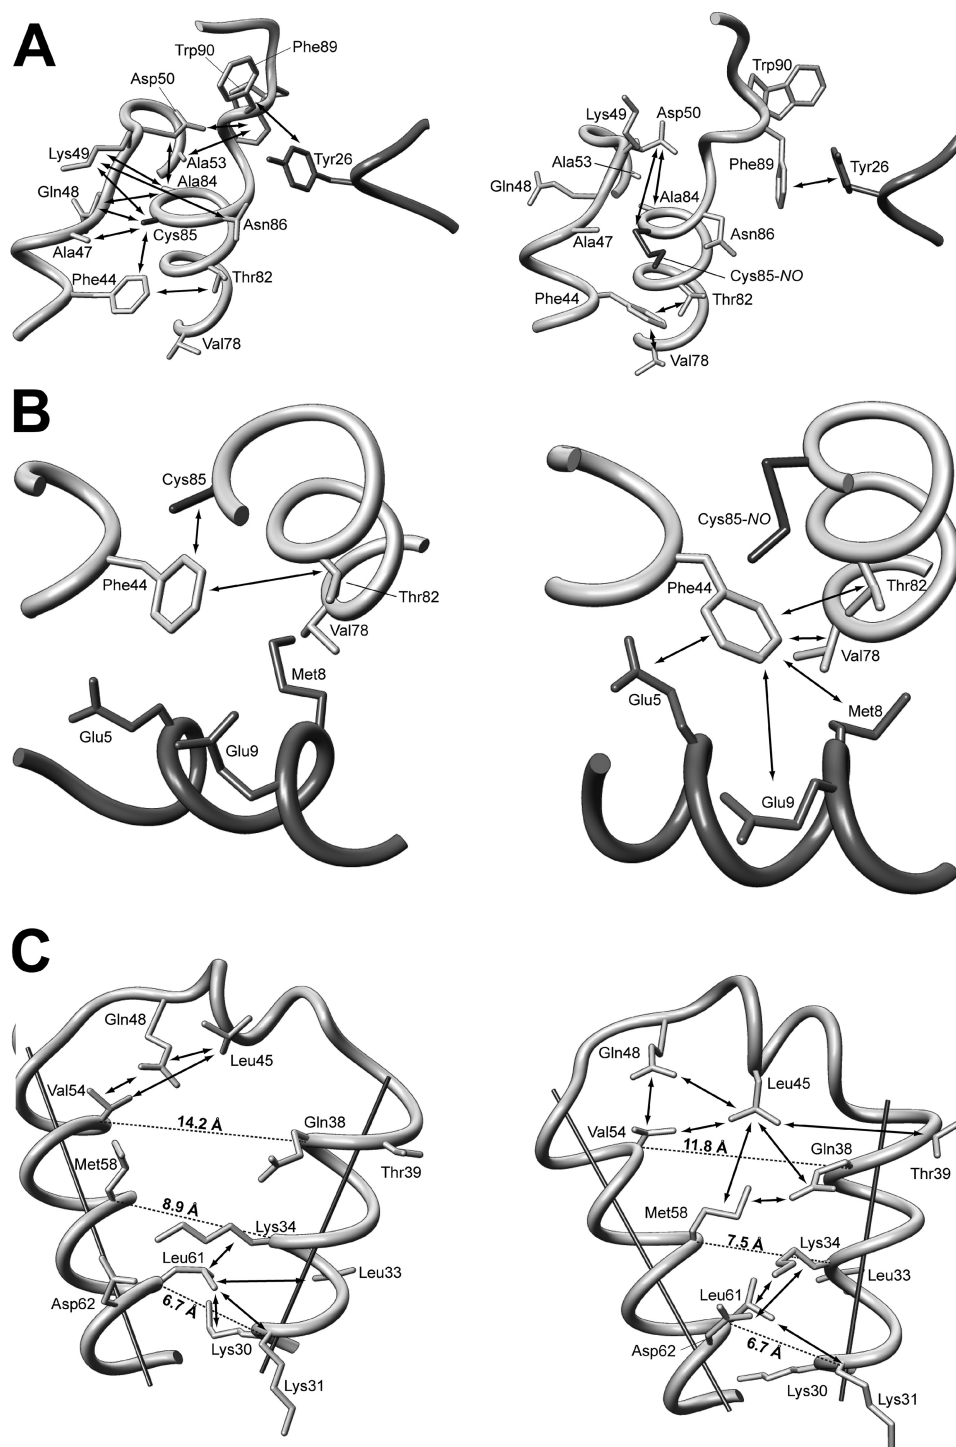 A
Trp90
Phe89
Asp50
Lys49
Ala53
Tyr26
Gln48
Ala84
Ala47
Cys85
Asn86
Phe44
Thr82
Val78
Trp90
Lys49
Asp50
Ala53
Phe89
Tyr26
Gln48
Ala84
Ala47
Asn86
Cys85-NO
Phe44
Thr82
Val78
B
Cys85
Phe44
Thr82
Val78
Met8
Glu5
Glu9
Cys85-NO
Phe44
Thr82
Val78
Glu5
Met8
Glu9
C
Gln48
Leu45
Val54
14.2 Å
Gln38
Met58
Thr39
8.9 Å
Lys34
Leu61
Leu33
Asp62
6.7 Å
Lys30
Lys31
Gln48
Leu45
Val54
11.8 Å
Gln38
Thr39
Met58
7.5 Å
Lys34
Leu33
Leu61
Asp62
6.7 Å
Lys30
Lys31